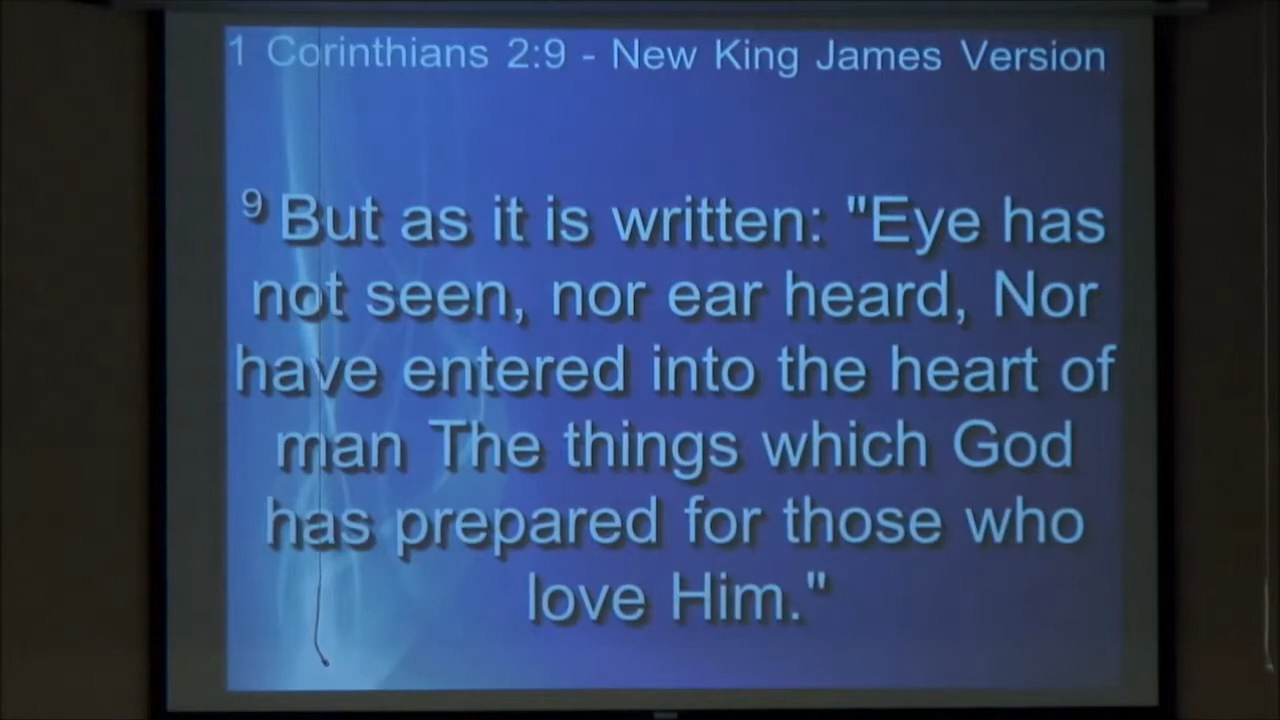 1 Corinthians 2:9 - New King James Version
9 But as it is written: "Eye has
not seen, nor ear heard, Nor
have entered into the heart of
man The things which God
has prepared for those who
love Him."